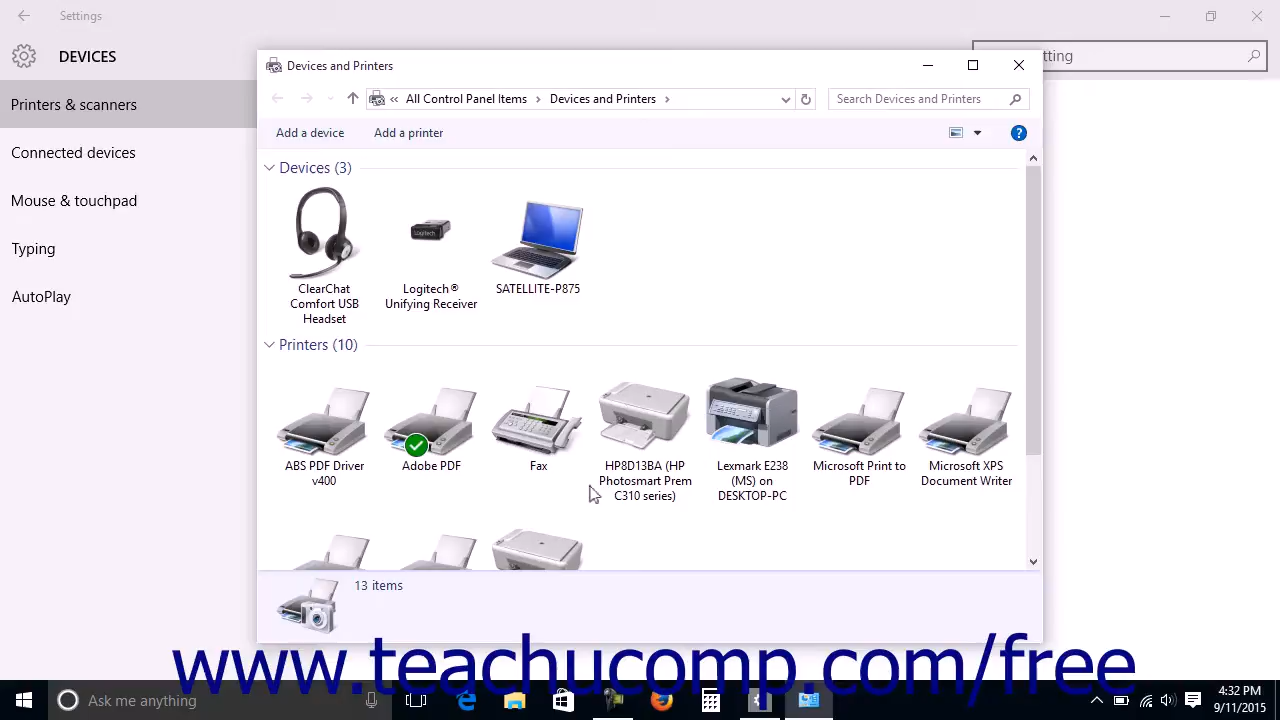 Settings
DEVICES
tting
Printers & scanners
Connected devices
Mouse & touchpad
Typing
AutoPlay
Devices and Printers
« All Control Panel Items › Devices and Printers ›
Search Devices and Printers
Add a device
Add a printer
?
Devices (3)
ClearChat
Comfort USB
Headset
Logitech
Logitech®
Unifying Receiver
SATELLITE-P875
Printers (10)
ABS PDF Driver
v400
Adobe PDF
Fax
HP8D13BA (HP
Photosmart Prem
C310 series)
Lexmark E238
(MS) on
DESKTOP-PC
Microsoft Print to
PDF
Microsoft XPS
Document Writer
13 items
www.teachucomp.com/free
Ask me anything
4:32 PM
9/11/2015